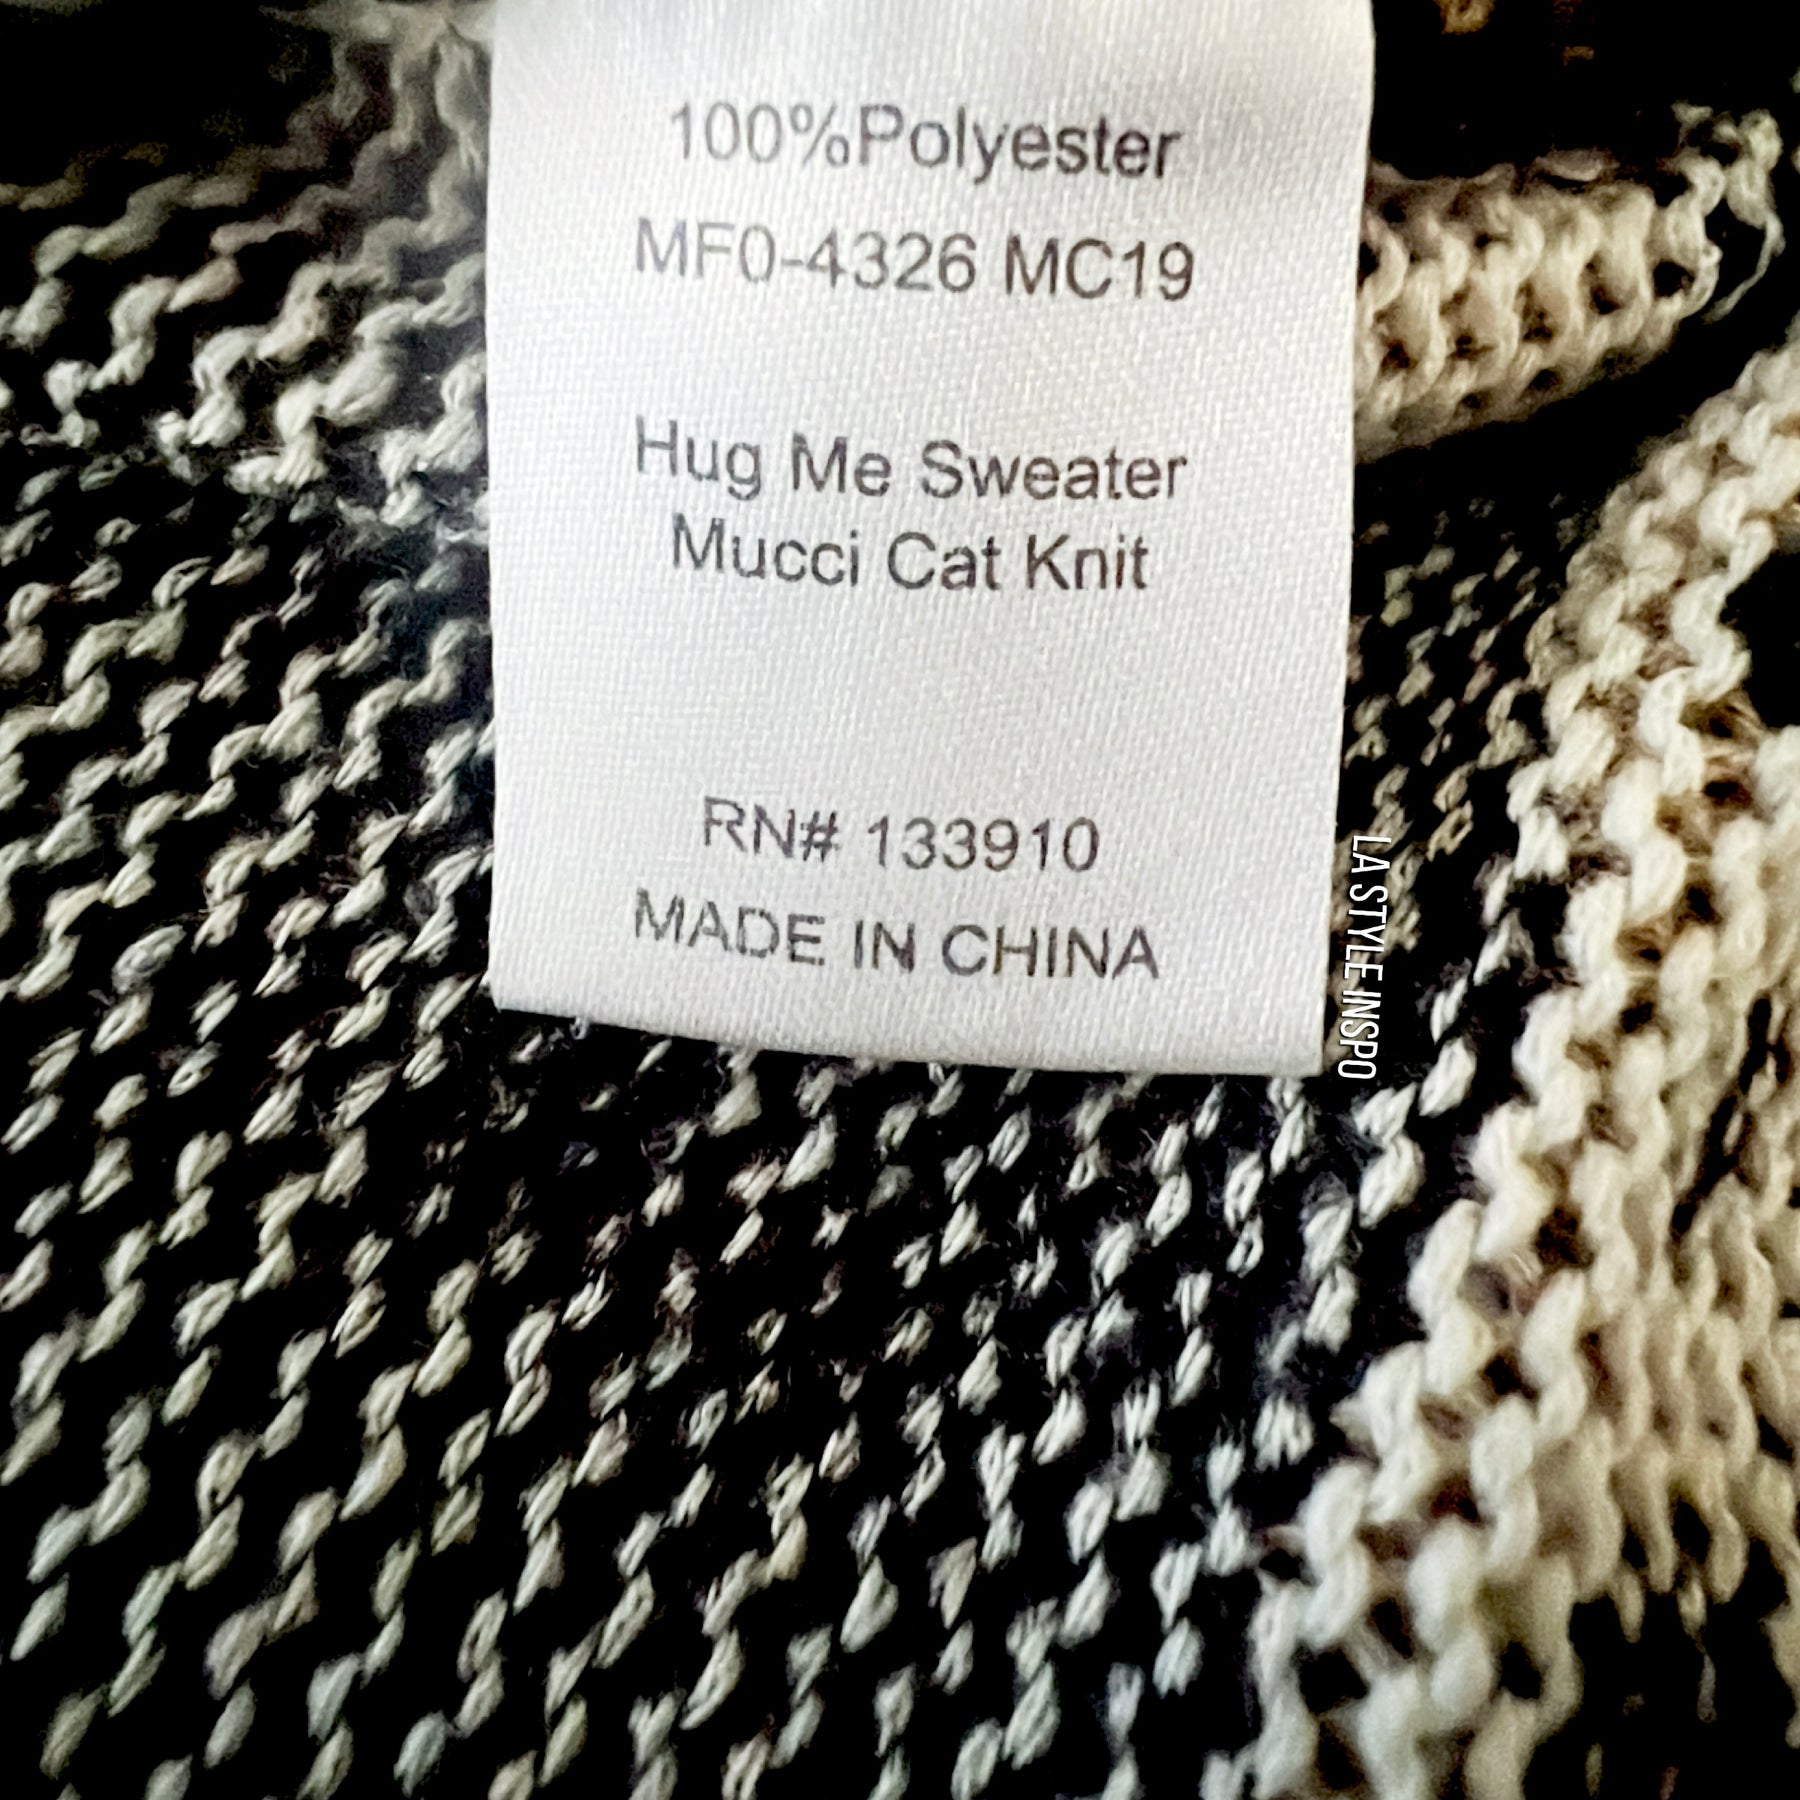 100%Polyester
MF0-4326 MC19
Hug Me Sweater
Mucci Cat Knit
RN# 133910
MADE IN CHINA
LA STYLE INSPO